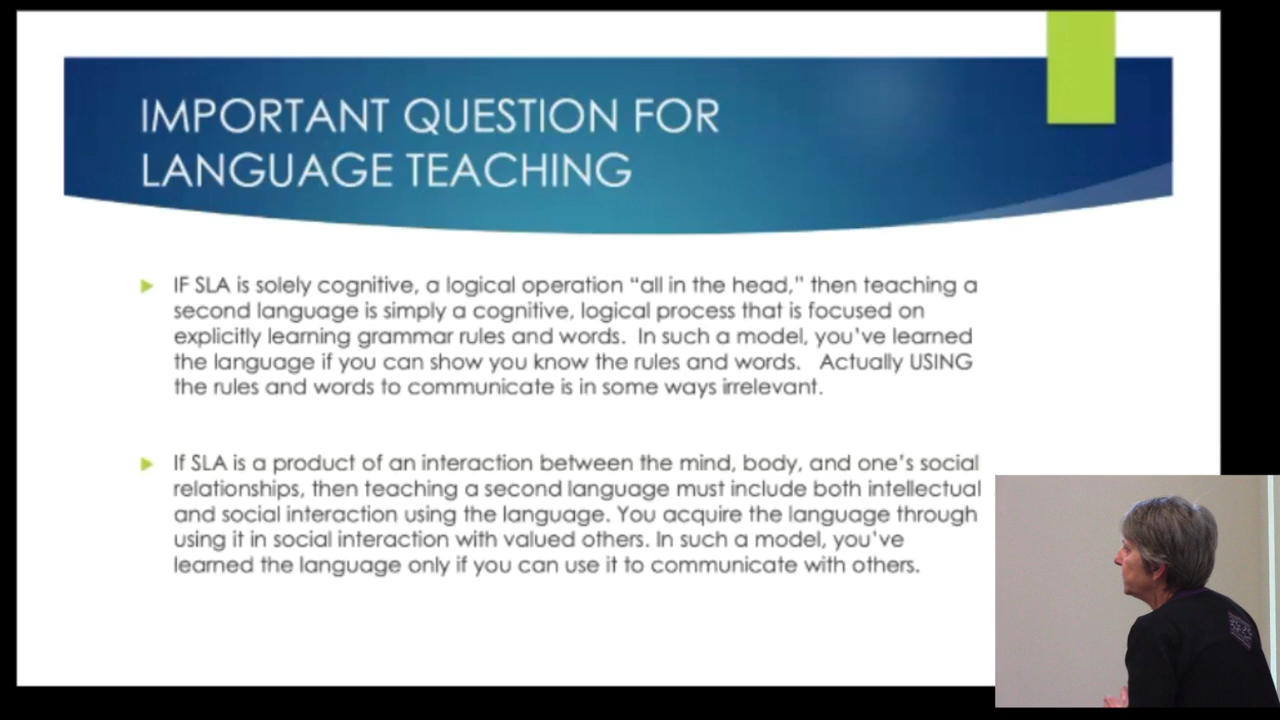 IMPORTANT QUESTION FOR
LANGUAGE TEACHING
IF SLA is solely cognitive, a logical operation “all in the head,” then teaching a
second language is simply a cognitive, logical process that is focused on
explicitly learning grammar rules and words.  In such a model, you’ve learned
the language if you can show you know the rules and words.   Actually USING
the rules and words to communicate is in some ways irrelevant.
If SLA is a product of an interaction between the mind, body, and one’s social
relationships, then teaching a second language must include both intellectual
and social interaction using the language. You acquire the language through
using it in social interaction with valued others. In such a model, you’ve
learned the language only if you can use it to communicate with others.